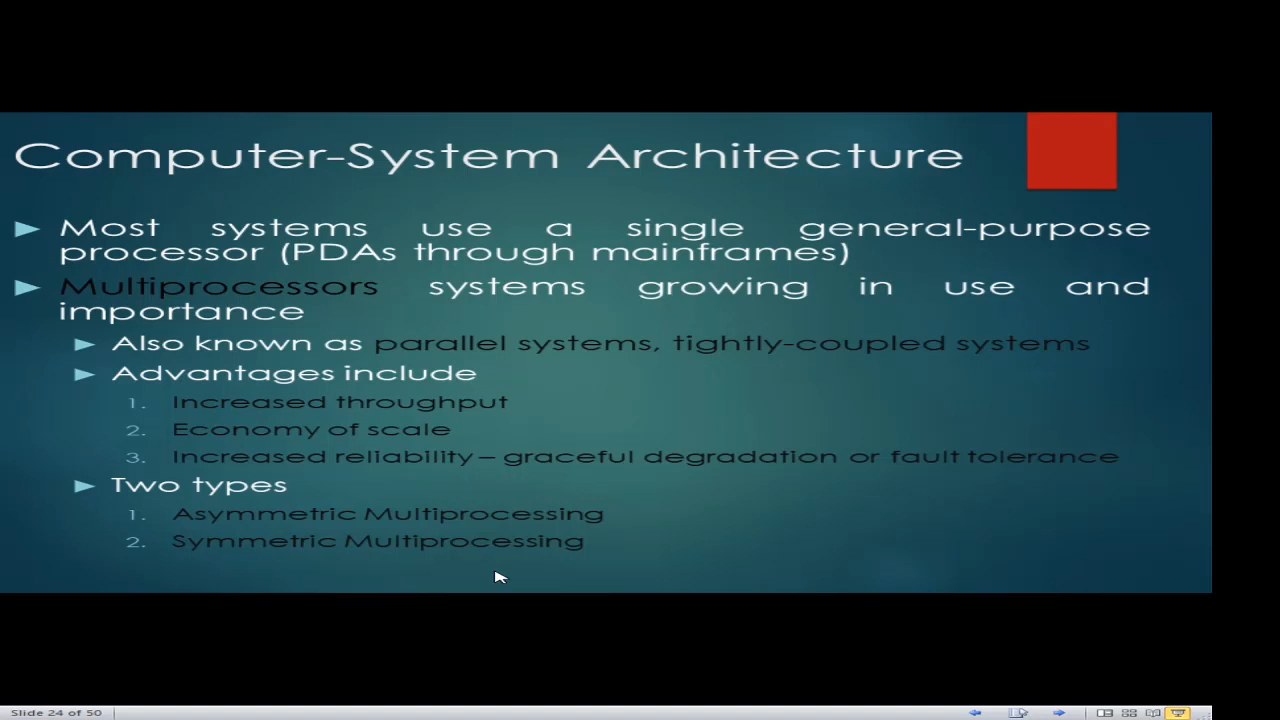 Computer-System Architecture
Most systems use a single general-purpose
processor (PDAs through mainframes)
Multiprocessors systems growing in use and
importance
Also known as parallel systems, tightly-coupled systems
Advantages include
1. Increased throughput
2. Economy of scale
3. Increased reliability – graceful degradation or fault tolerance
Two types
1. Asymmetric Multiprocessing
2. Symmetric Multiprocessing
Slide 24 of 50